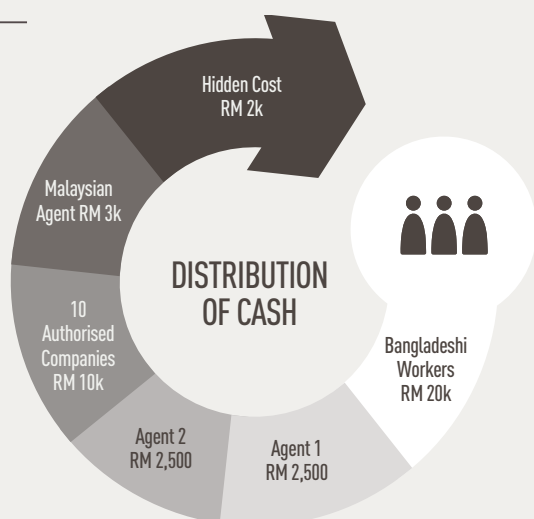 DISTRIBUTION
OF CASH
Bangladeshi
Workers
RM 20k
Agent 1
RM 2,500
Agent 2
RM 2,500
10
Authorised
Companies
RM 10k
Malaysian
Agent RM 3k
Hidden Cost
RM 2k